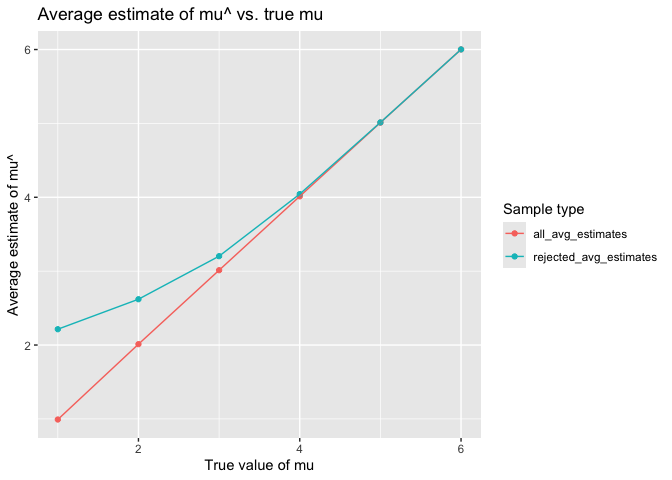 Average estimate of mu^ vs. true mu
6
4
2
Average estimate of mu^
2
4
6
True value of mu
Sample type
all_avg_estimates
rejected_avg_estimates